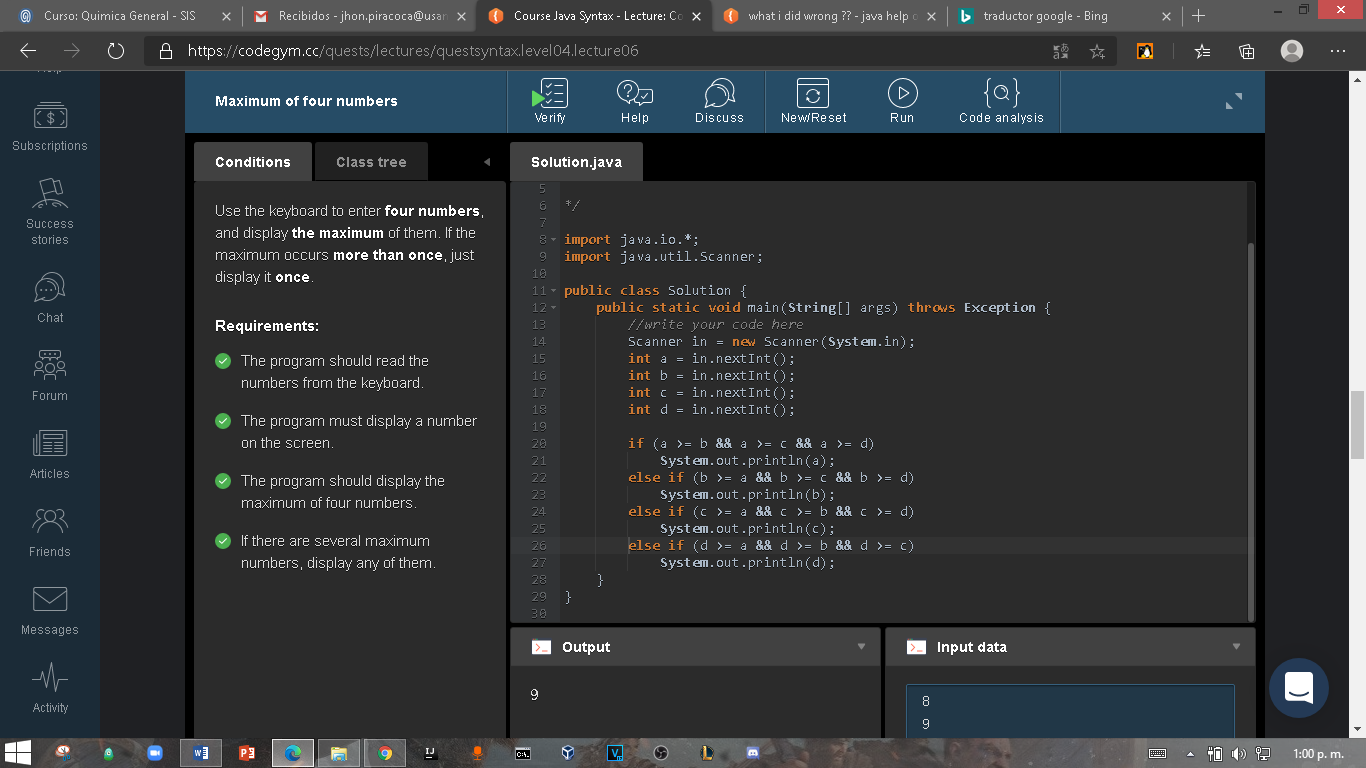 Curso: Quimica General - SIS
Recibidos - jhon.piracoca@usan
Course Java Syntax - Lecture: Co
what i did wrong ?? - java help o
traductor google - Bing
https://codegym.cc/quests/lectures/questsyntax.level04.lecture06
Maximum of four numbers
Verify
Help
Discuss
New/Reset
Run
Code analysis
Subscriptions
Success
stories
Chat
Forum
Articles
Friends
Messages
Activity
Conditions
Class tree
Use the keyboard to enter four numbers,
and display the maximum of them. If the
maximum occurs more than once, just
display it once.
Requirements:
The program should read the
numbers from the keyboard.
The program must display a number
on the screen.
The program should display the
maximum of four numbers.
If there are several maximum
numbers, display any of them.
Solution.java
5
6 */
7
8 import java.io.*;
9 import java.util.Scanner;
10
11 public class Solution {
12 public static void main(String[] args) throws Exception {
13 //write your code here
14 Scanner in = new Scanner(System.in);
15 int a = in.nextInt();
16 int b = in.nextInt();
17 int c = in.nextInt();
18 int d = in.nextInt();
19
20 if (a >= b && a >= c && a >= d)
21 System.out.println(a);
22 else if (b >= a && b >= c && b >= d)
23 System.out.println(b);
24 else if (c >= a && c >= b && c >= d)
25 System.out.println(c);
26 else if (d >= a && d >= b && d >= c)
27 System.out.println(d);
28 }
29 }
30
Output
9
Input data
8
9
1:00 p. m.